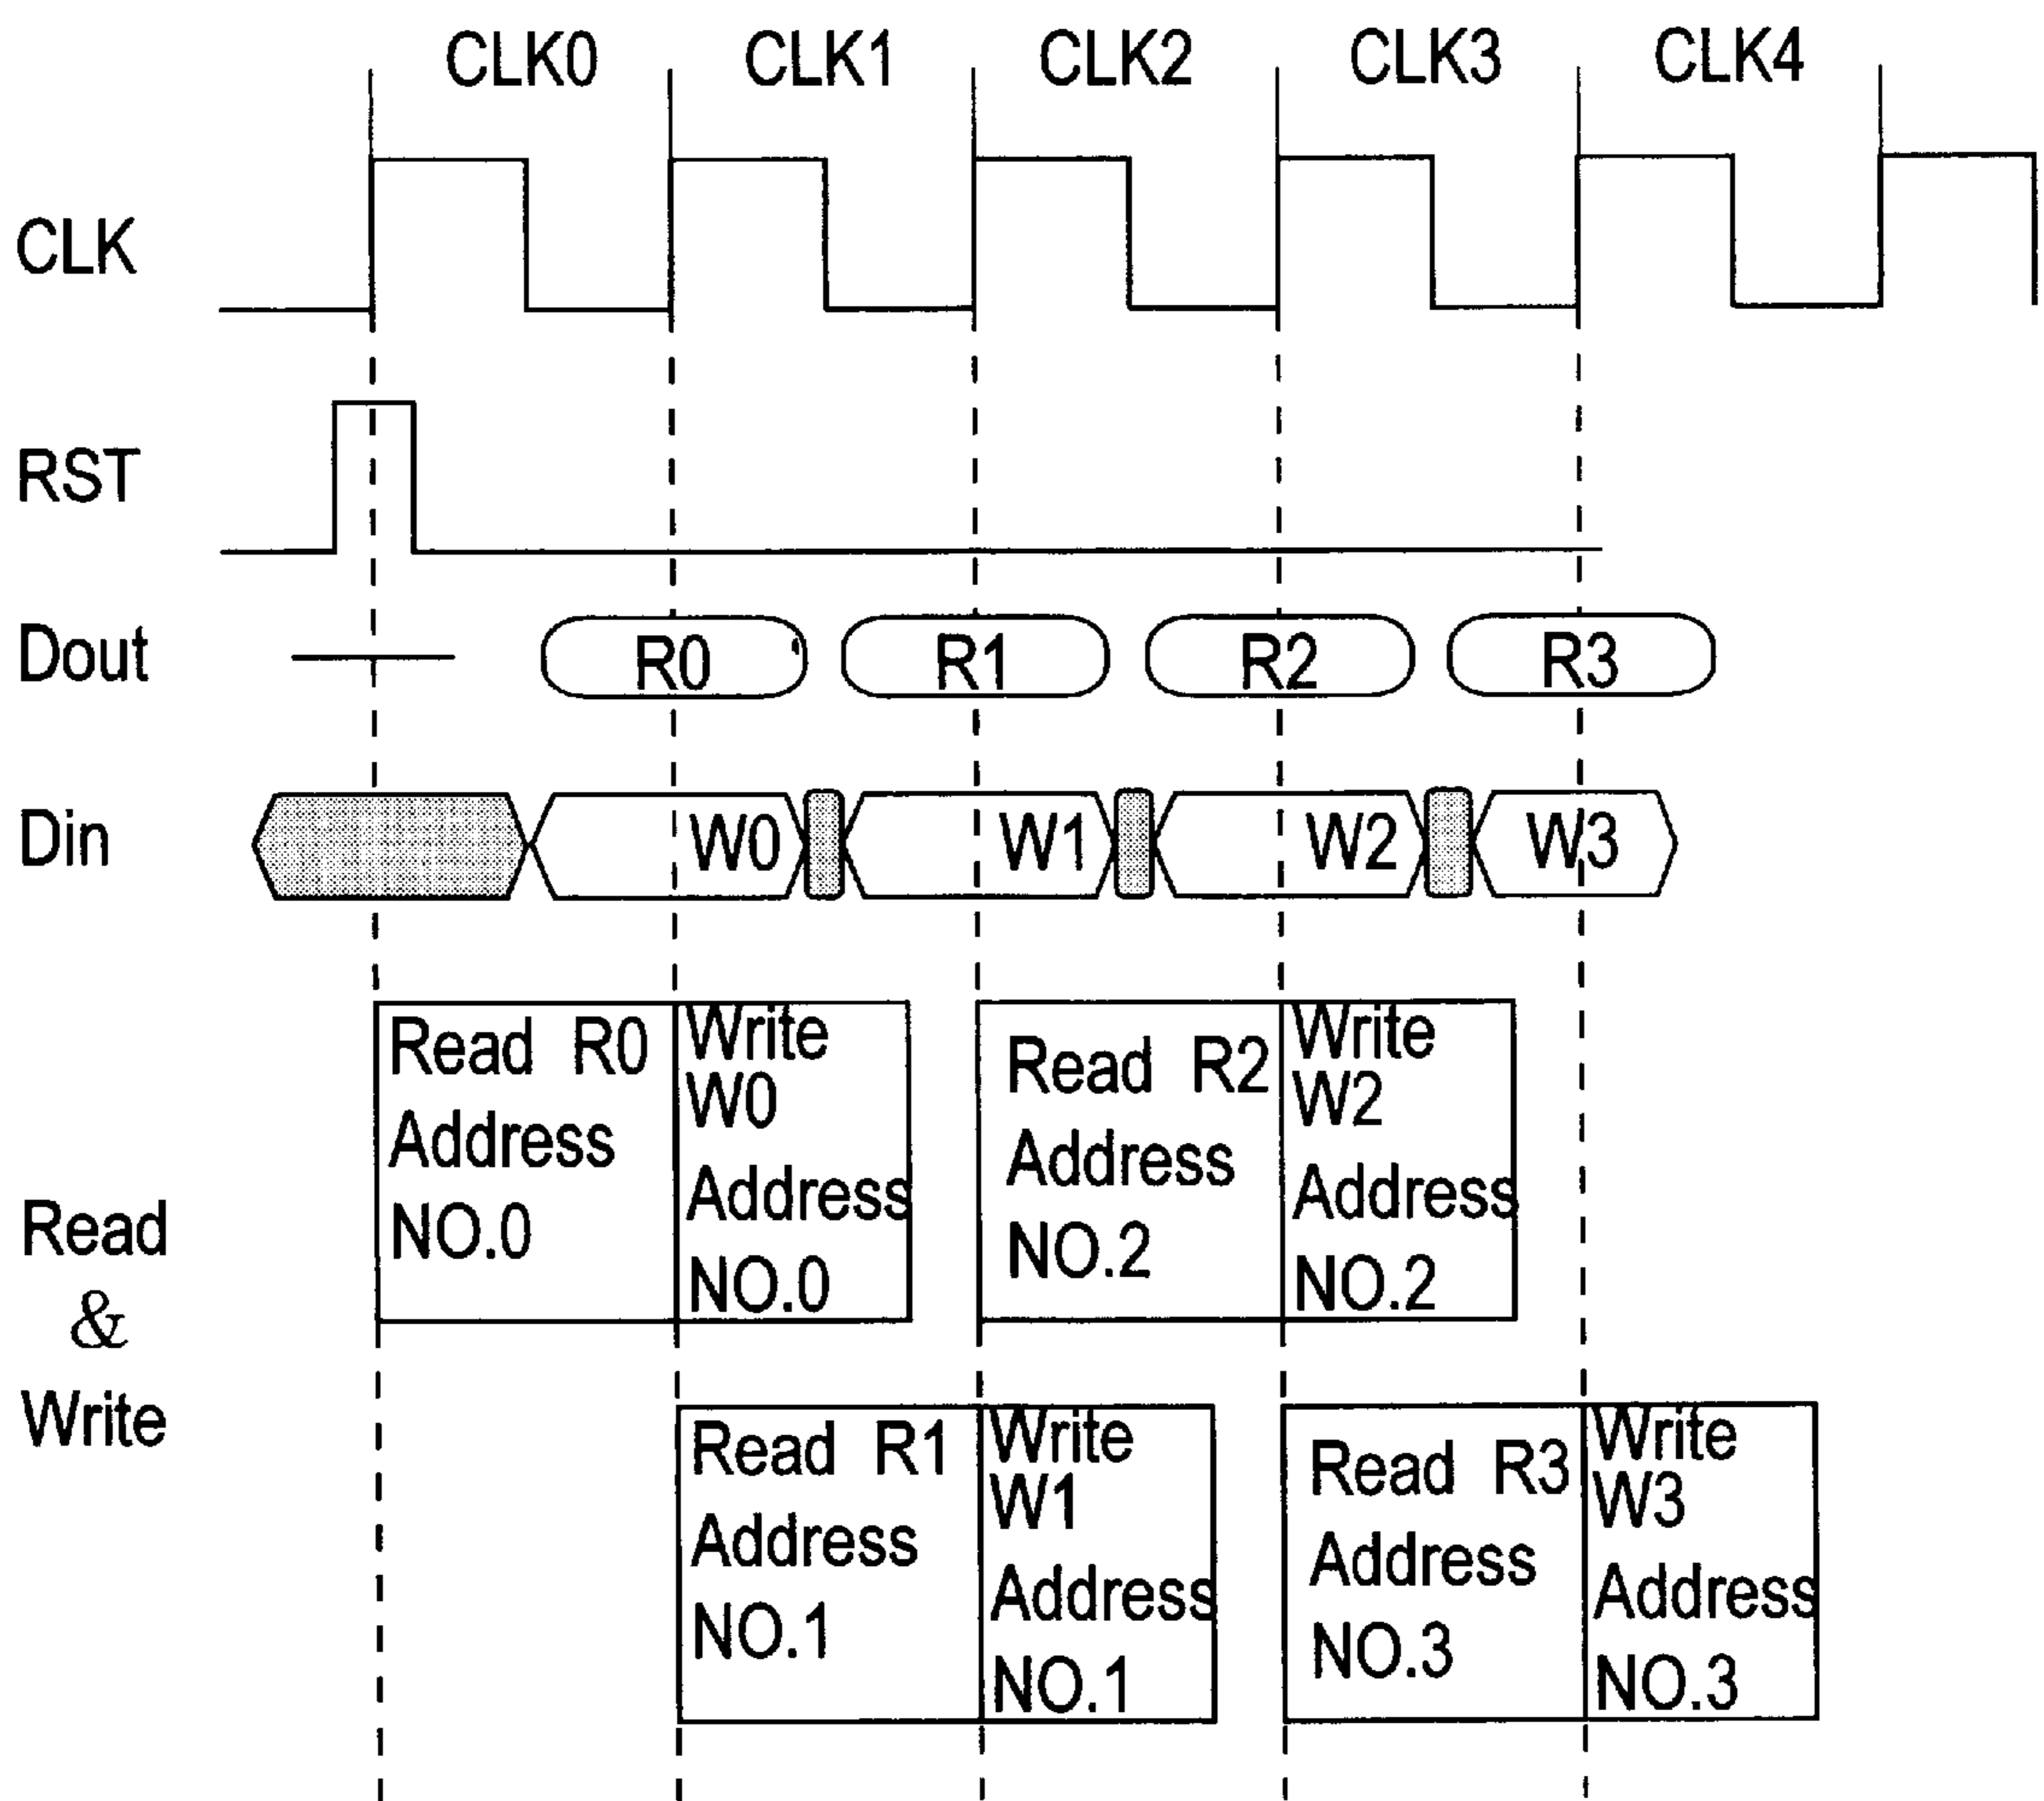 CLK0 CLK1 CLK2 CLK3 CLK4
CLK
RST
Dout R0 R1 R2 R3
Din W0 W1 W2 W3
Read R0
Address
NO.0
Write
W0
Address
NO.0
Read R2
Address
NO.2
Write
W2
Address
NO.2
Read
&
Write
Read R1
Address
NO.1
Write
W1
Address
NO.1
Read R3
Address
NO.3
Write
W3
Address
NO.3